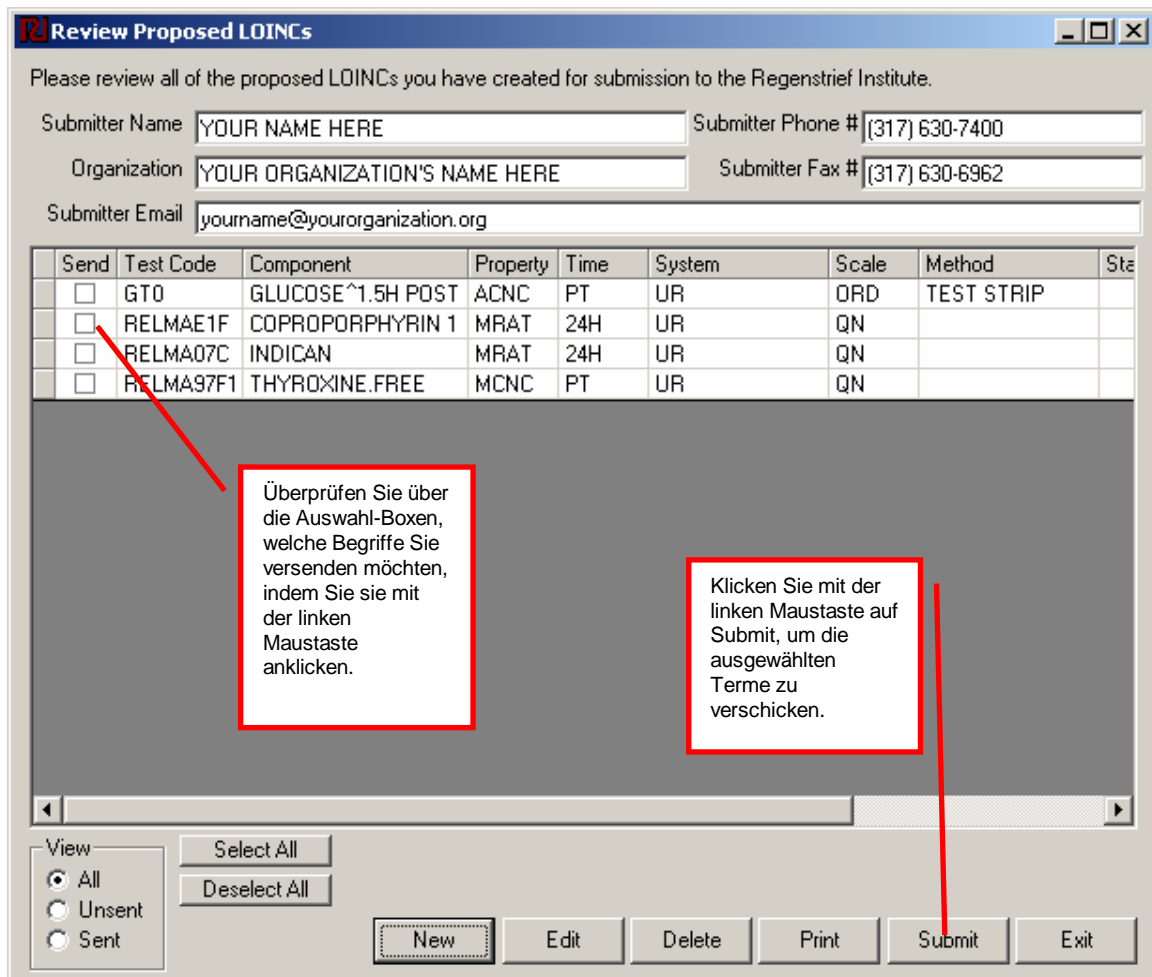 Review Proposed LOINCs
Please review all of the proposed LOINCs you have created for submission to the Regenstrief Institute.
Submitter Name YOUR NAME HERE Submitter Phone # (317) 630-7400
Organization YOUR ORGANIZATION'S NAME HERE Submitter Fax # (317) 630-6962
Submitter Email yourname@yourorganization.org
Send Test Code Component Property Time System Scale Method Sta
GT0 GLUCOSE^1.5H POST ACNC PT UR ORD TEST STRIP
RELMAE1F COPROPORPHYRIN 1 MRAT 24H UR QN
RELMA07C INDICAN MRAT 24H UR QN
RELMA97F1 THYROXINE.FREE MCNC PT UR QN
Überprüfen Sie über
die Auswahl-Boxen,
welche Begriffe Sie
versenden möchten,
indem Sie sie mit
der linken
Maustaste
anklicken.
Klicken Sie mit der
linken Maustaste auf
Submit, um die
ausgewählten
Terme zu
verschicken.
View
All
Unsent
Sent
Select All
Deselect All
New Edit Delete Print Submit Exit